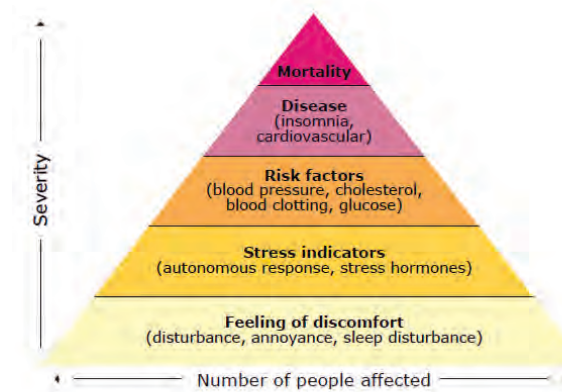 Mortality
Disease
(insomnia,
cardiovascular)
Risk factors
(blood pressure, cholesterol,
blood clotting, glucose)
Stress indicators
(autonomous response, stress hormones)
Feeling of discomfort
(disturbance, annoyance, sleep disturbance)
Severity
Number of people affected